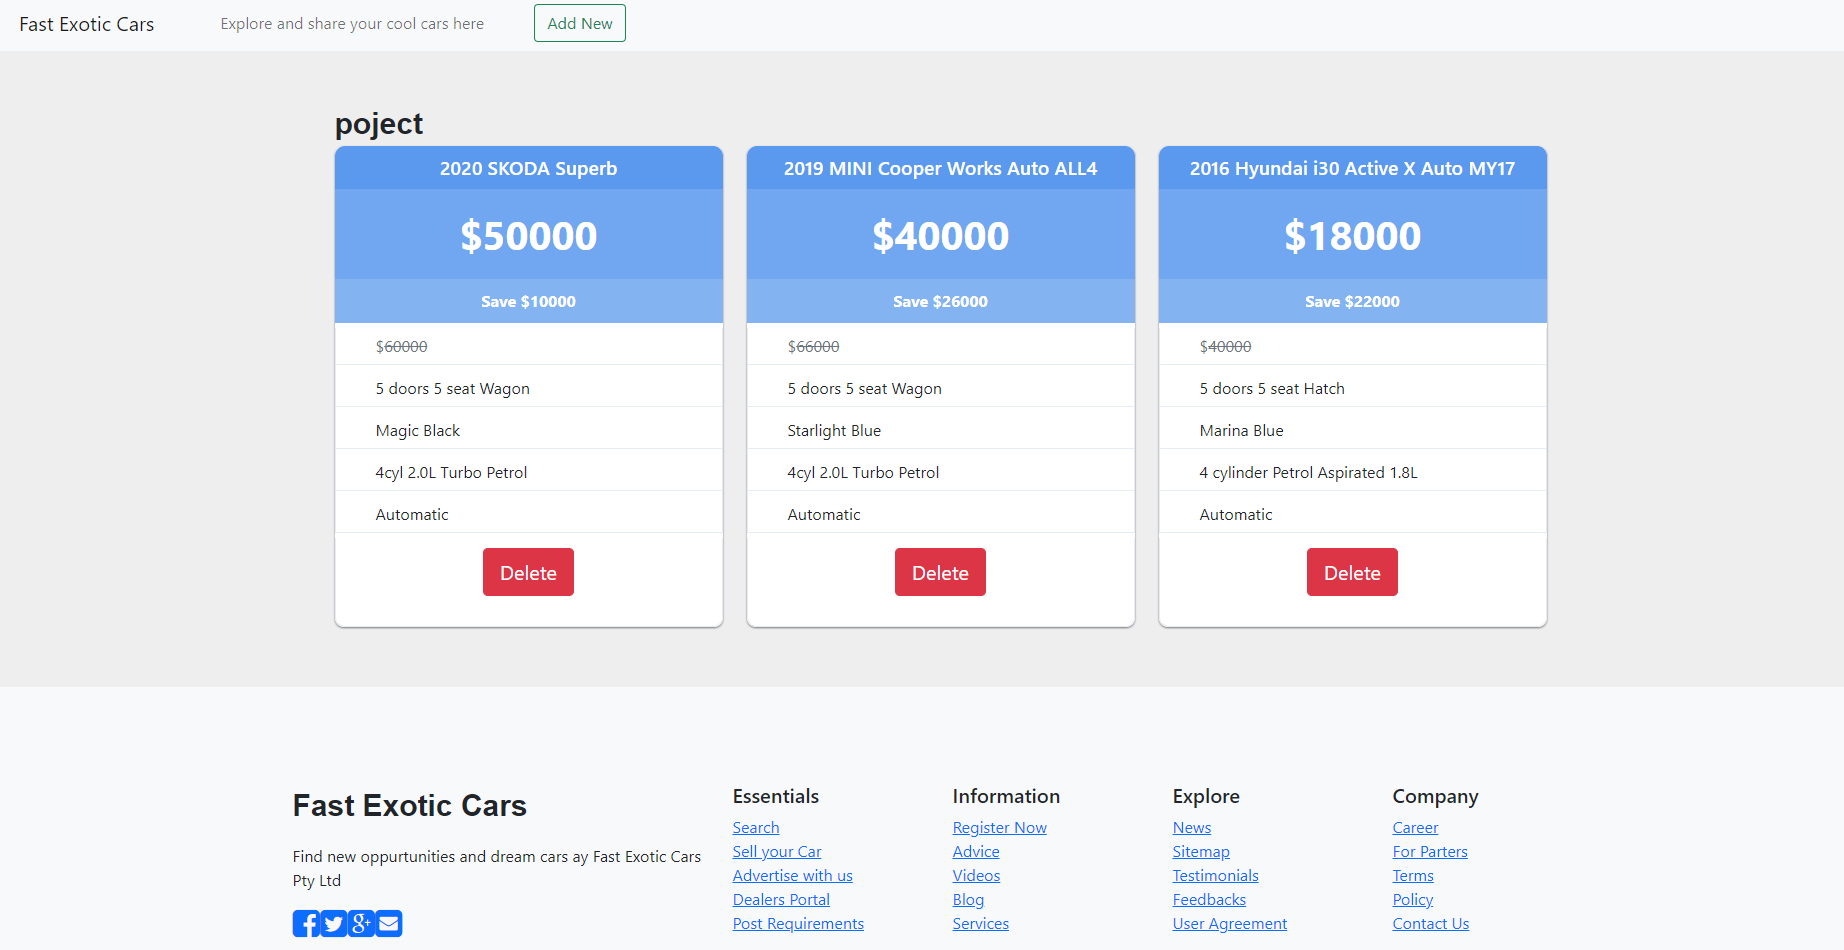 Fast Exotic Cars
Explore and share your cool cars here
Add New
poject
2020 SKODA Superb
$50000
Save $10000
$60000
5 doors 5 seat Wagon
Magic Black
4cyl 2.0L Turbo Petrol
Automatic
Delete
2019 MINI Cooper Works Auto ALL4
$40000
Save $26000
$66000
5 doors 5 seat Wagon
Starlight Blue
4cyl 2.0L Turbo Petrol
Automatic
Delete
2016 Hyundai i30 Active X Auto MY17
$18000
Save $22000
$40000
5 doors 5 seat Hatch
Marina Blue
4 cylinder Petrol Aspirated 1.8L
Automatic
Delete
Fast Exotic Cars
Find new oppurtunities and dream cars ay Fast Exotic Cars
Pty Ltd
Essentials
Search
Sell your Car
Advertise with us
Dealers Portal
Post Requirements
Information
Register Now
Advice
Videos
Blog
Services
Explore
News
Sitemap
Testimonials
Feedbacks
User Agreement
Company
Career
For Parters
Terms
Policy
Contact Us